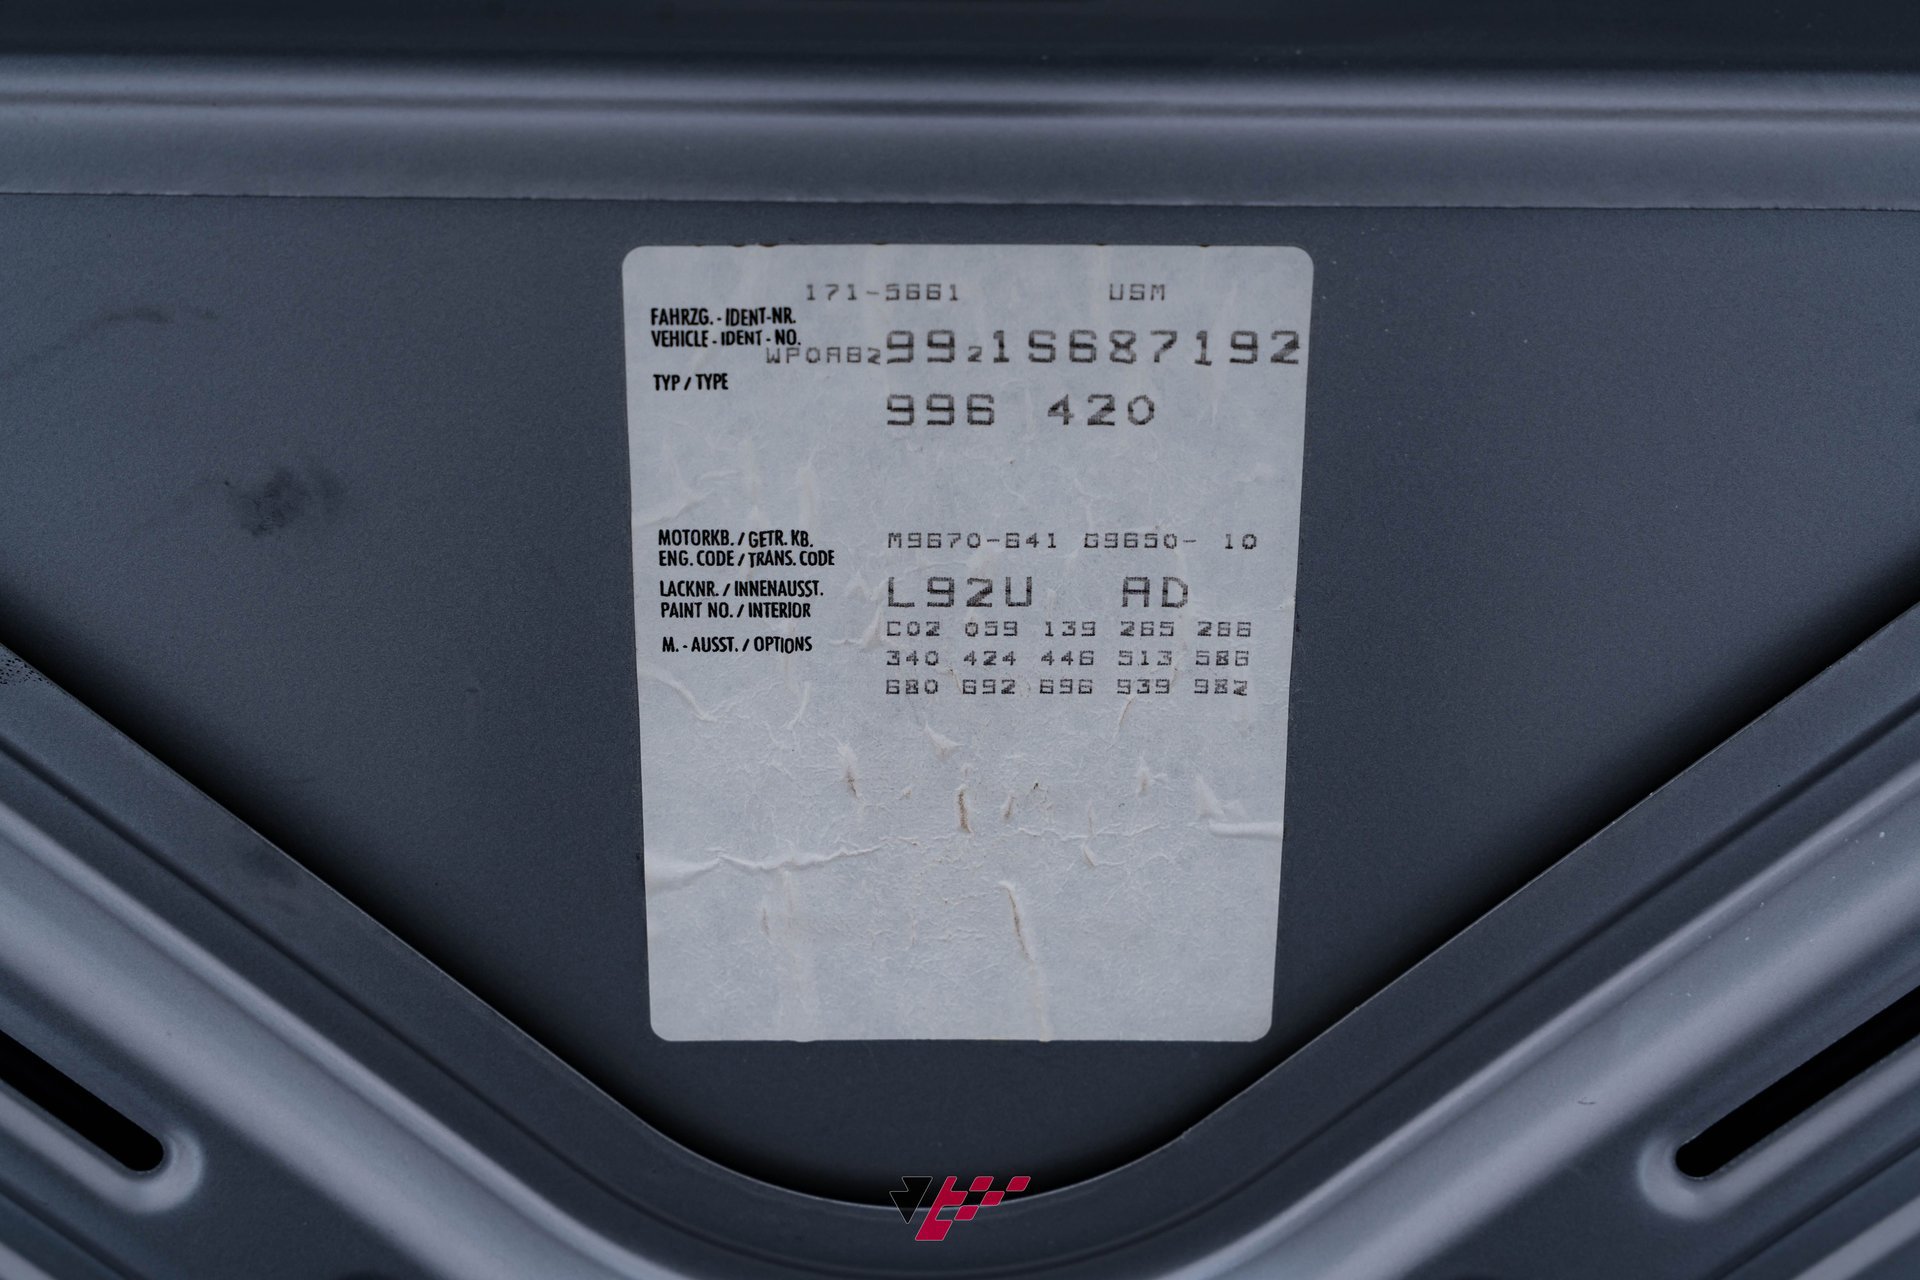 171-5661 USM
FAHRZG. - IDENT-NR.
VEHICLE - IDENT - NO. WP0AB29921S687192
TYP / TYPE
996 420
MOTORKB. / GETR. KB. M9670-641 G9650- 10
ENG. CODE / TRANS. CODE
LACKNR. / INNENAUSST. L92U AD
PAINT NO. / INTERIOR
C02 059 139 265 266
M. - AUSST. / OPTIONS
340 424 446 513 586
680 692 696 939 982